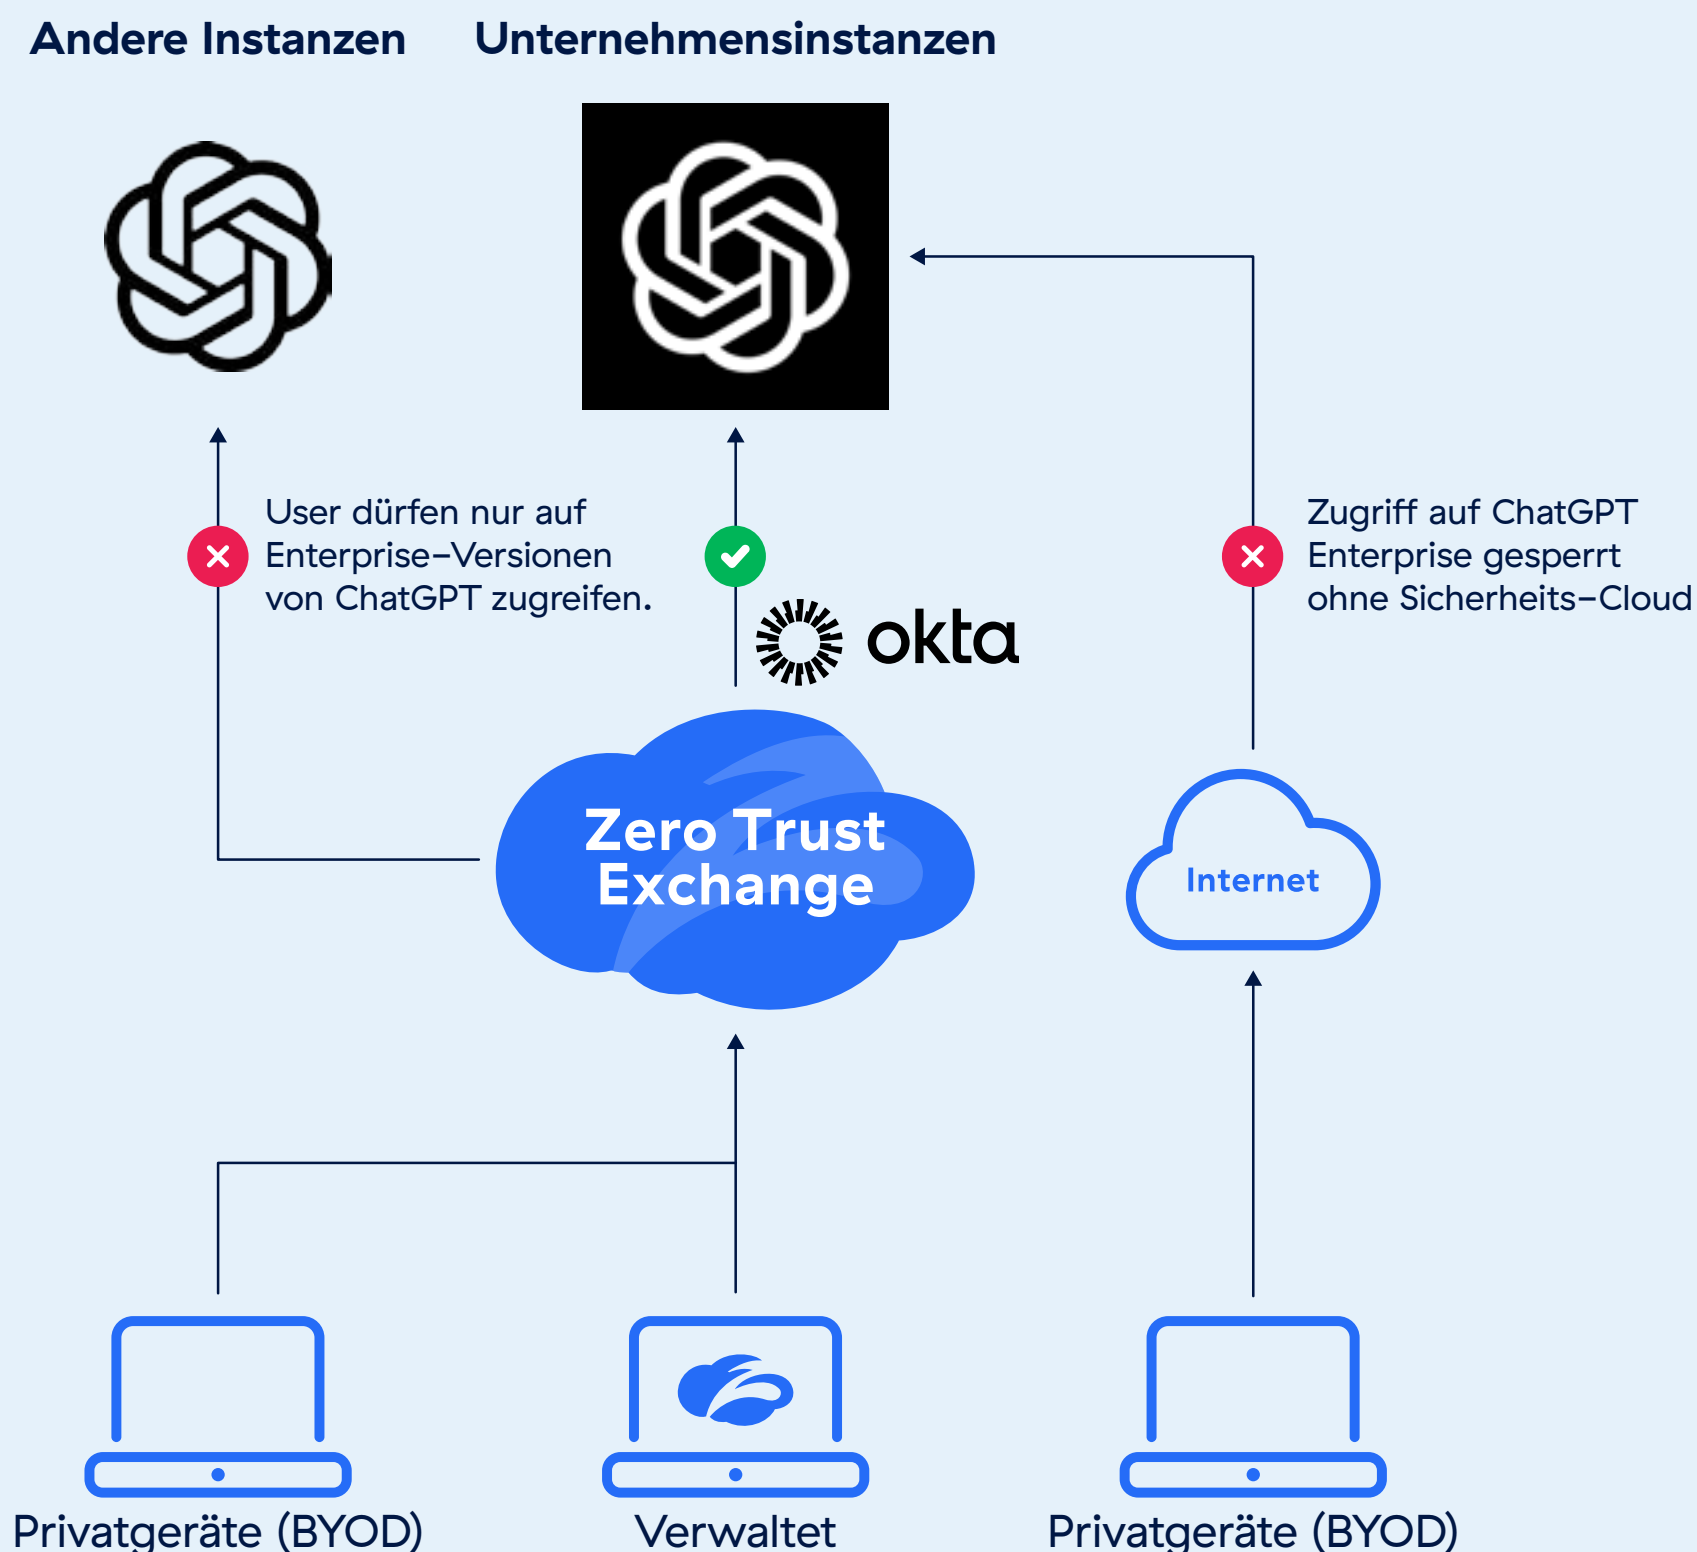 Andere Instanzen
Unternehmensinstanzen
User dürfen nur auf
Enterprise–Versionen
von ChatGPT zugreifen.
Zugriff auf ChatGPT
Enterprise gesperrt
ohne Sicherheits–Cloud
okta
Zero Trust
Exchange
Internet
Privatgeräte (BYOD)
Verwaltet
Privatgeräte (BYOD)